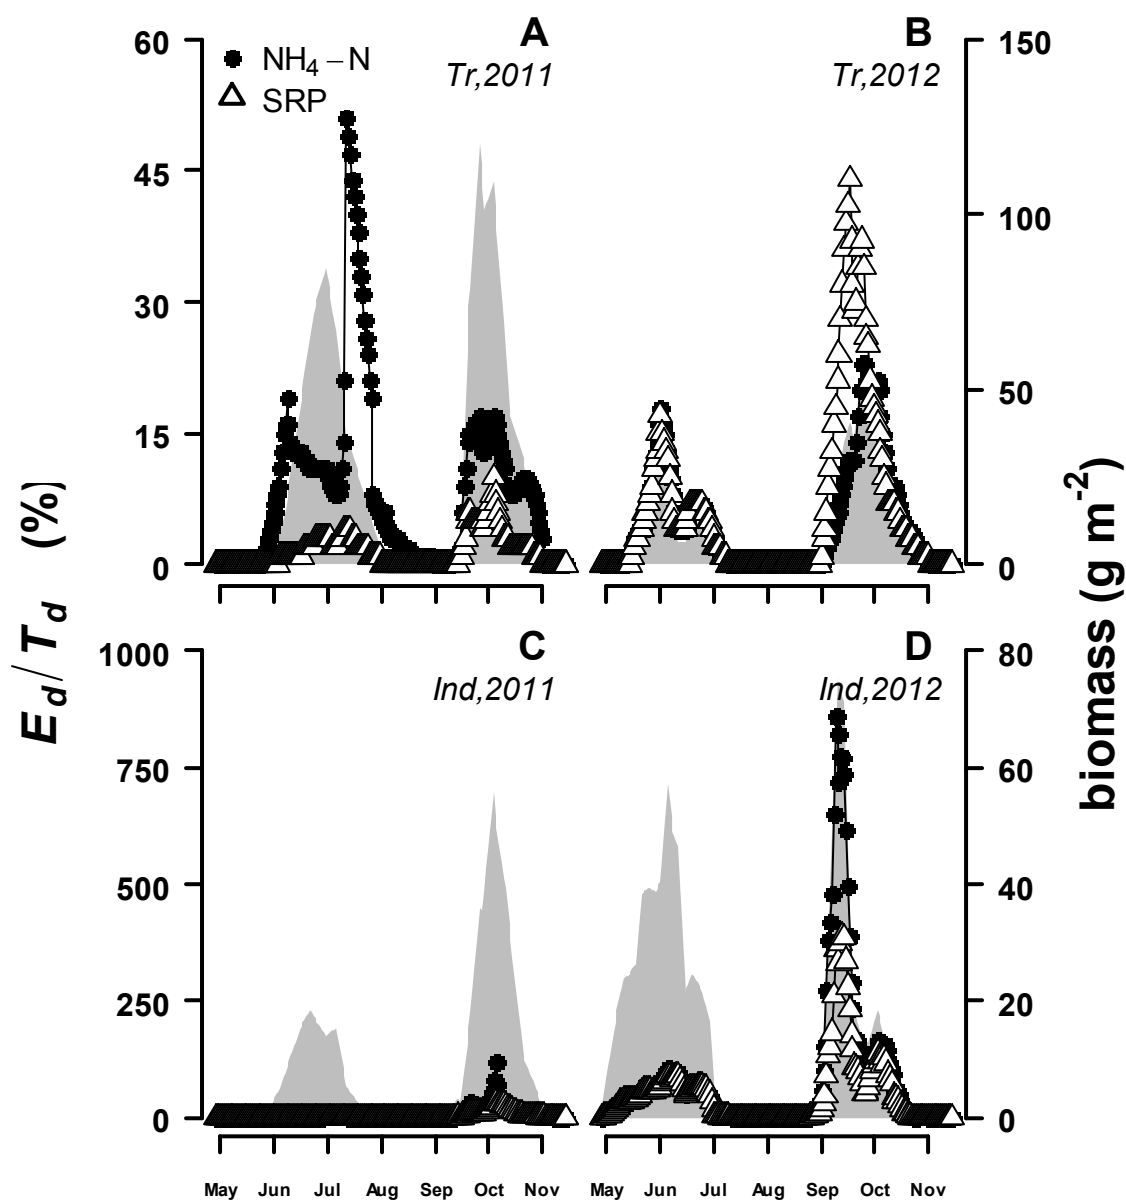 A
B
Tr,2011
Tr,2012
NH4 – N
SRP
60
45
30
15
0
150
100
50
0
C
D
Ind,2011
Ind,2012
1000
750
500
250
0
80
60
40
20
0
Ed/Td (%)
biomass (g m-2)
May Jun Jul Aug Sep Oct Nov
May Jun Jul Aug Sep Oct Nov